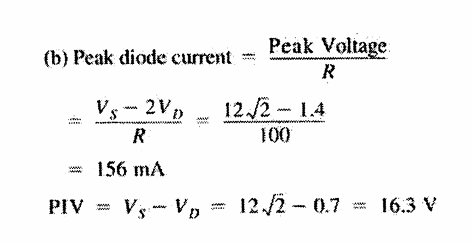 (b) Peak diode current = Peak Voltage / R
= (V_S − 2V_D) / R = (12√2 − 1.4) / 100
= 156 mA
PIV = V_S − V_D = 12√2 − 0.7 = 16.3 V